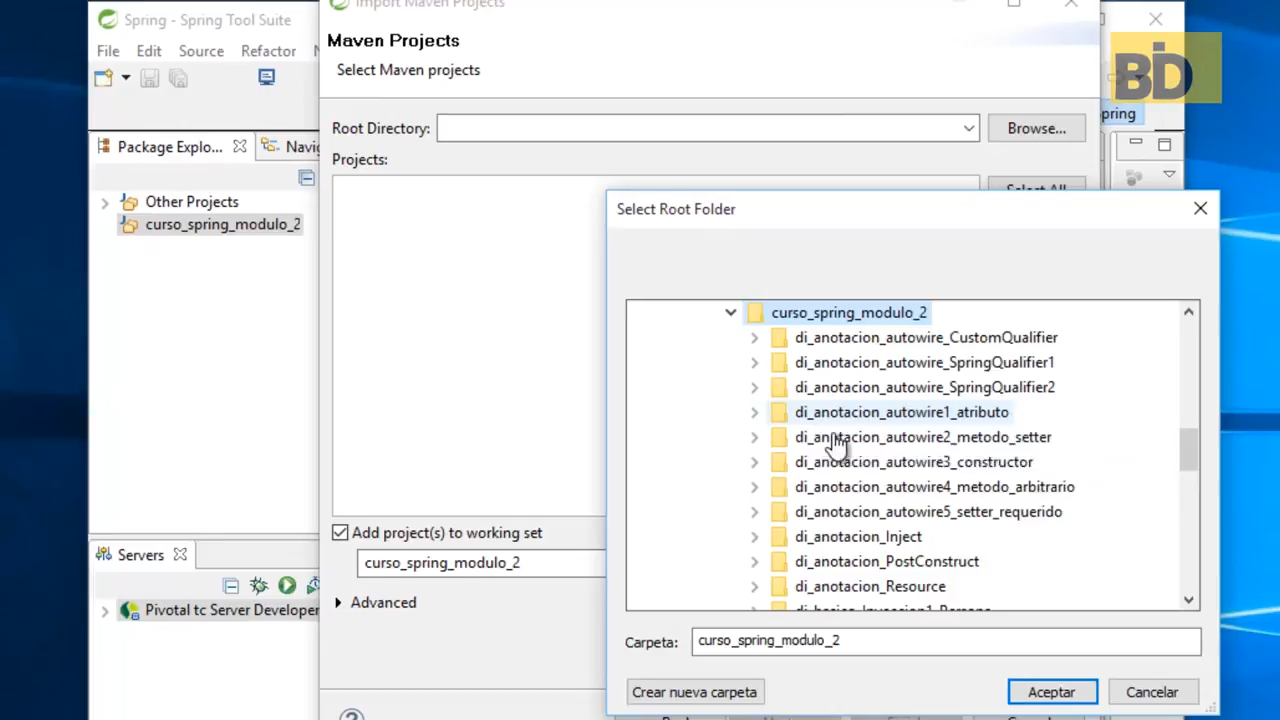 Spring - Spring Tool Suite
Import Maven Projects
File Edit Source Refactor
Maven Projects
Select Maven projects
BiD
Root Directory:
Browse...
Projects:
Package Explo...
Other Projects
curso_spring_modulo_2
Select Root Folder
curso_spring_modulo_2
di_anotacion_autowire_CustomQualifier
di_anotacion_autowire_SpringQualifier1
di_anotacion_autowire_SpringQualifier2
di_anotacion_autowire1_atributo
di_anotacion_autowire2_metodo_setter
di_anotacion_autowire3_constructor
di_anotacion_autowire4_metodo_arbitrario
di_anotacion_autowire5_setter_requerido
di_anotacion_Inject
di_anotacion_PostConstruct
di_anotacion_Resource
Add project(s) to working set
curso_spring_modulo_2
Advanced
Servers
Pivotal tc Server Developer
Carpeta: curso_spring_modulo_2
Crear nueva carpeta
Aceptar
Cancelar